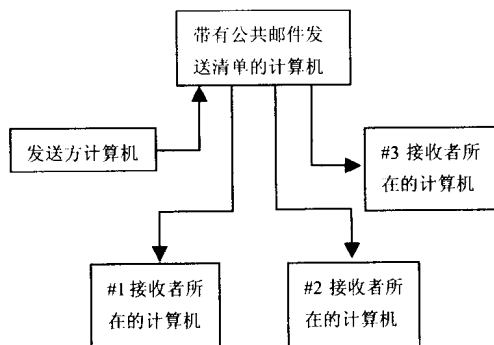 带有公共邮件发
送清单的计算机
发送方计算机
#3 接收者所
在的计算机
#1 接收者所
在的计算机
#2 接收者所
在的计算机